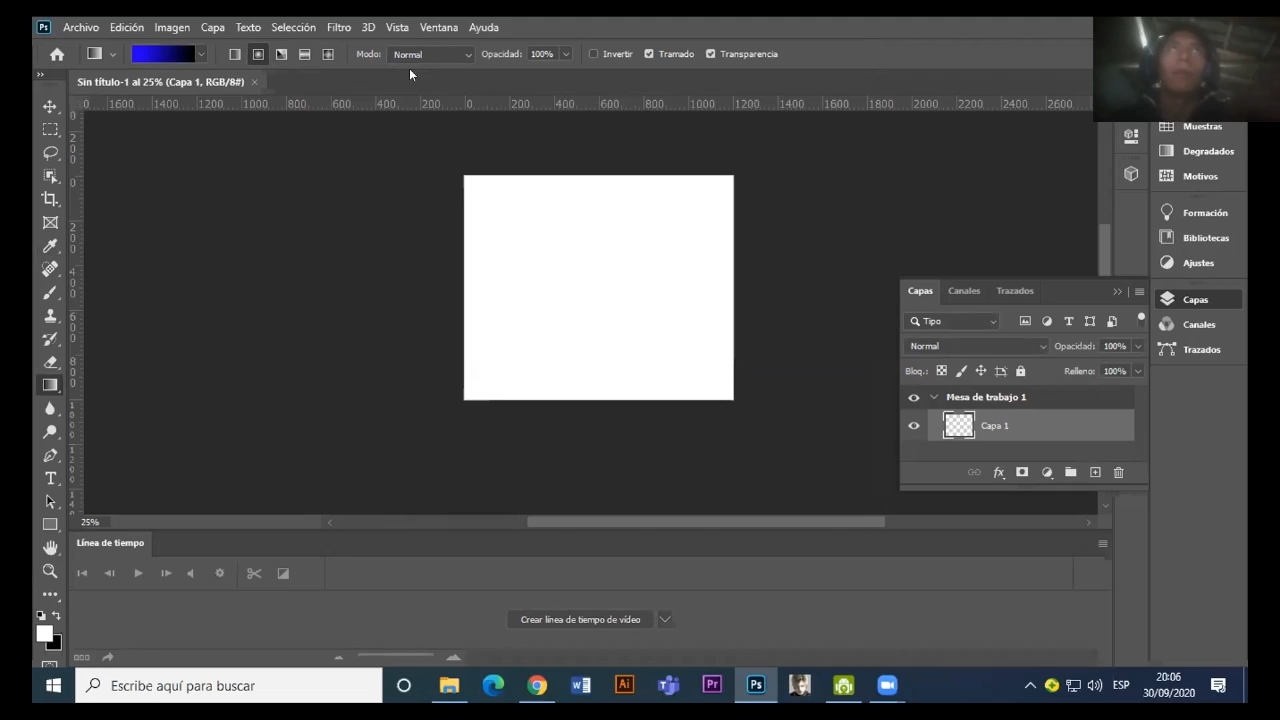 Ps Archivo Edición Imagen Capa Texto Selección Filtro 3D Vista Ventana Ayuda
Modo: Normal Opacidad: 100% Invertir Tramado Transparencia
Sin título-1 al 25% (Capa 1, RGB/8#) ×
0 1600 1400 1200 1000 800 600 400 200 0 200 400 600 800 1000 1200 1400 1600 1800 2000 2200 2400 2600
Muestras
Degradados
Motivos
Formación
Bibliotecas
Ajustes
Capas
Canales
Trazados
Capas Canales Trazados
Tipo
Normal Opacidad: 100%
Bloq.: Relleno: 100%
Mesa de trabajo 1
Capa 1
fx
25%
Línea de tiempo
Crear línea de tiempo de vídeo
Escribe aquí para buscar
Ai
Pr
Ps
ESP
20:06
30/09/2020